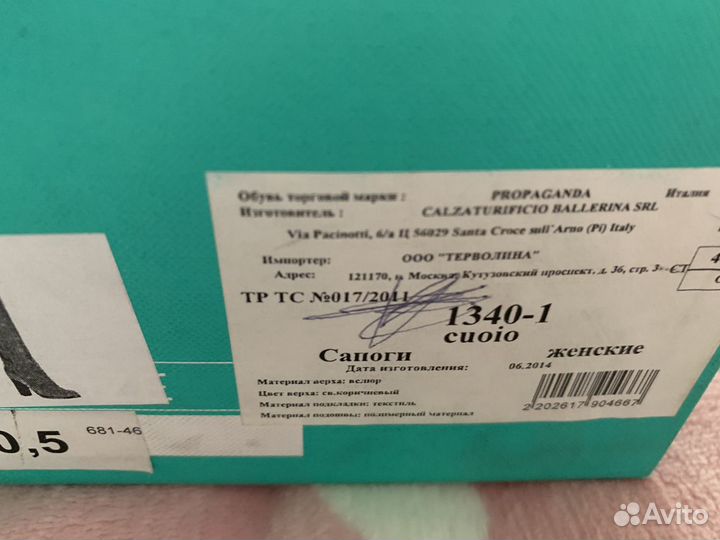 Обувь торговой марки : PROPAGANDA Италия
Изготовитель : CALZATURIFICIO BALLERINA SRL
Via Pacinotti, 6/a Ц 56029 Santa Croce sull'Arno (Pi) Italy
Импортер: ООО "ТЕРВОЛИНА"
Адрес: 121170, г. Москва, Кутузовский проспект, д. 36, стр. 3
ТР ТС №017/2011
1340-1
cuoio
Сапоги женские
Дата изготовления: 06.2014
Материал верха: велюр
Цвет верха: св.коричневый
Материал подкладки: текстиль
Материал подошвы: полимерный материал
2 202617 904667
0,5 681-46
Avito